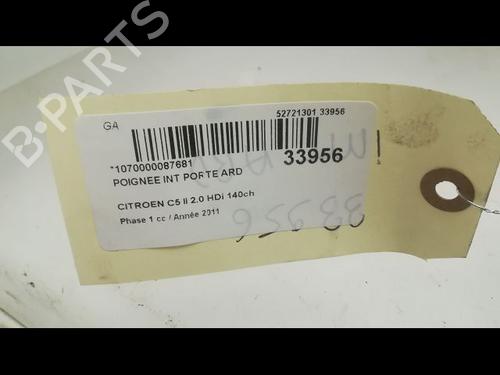 GA
52721301 33956
*1070000087681
33956
POIGNEE INT PORTE ARD
CITROEN C5 II 2.0 HDi 140ch
Phase 1 cc / Année 2011
33956
B-PARTS